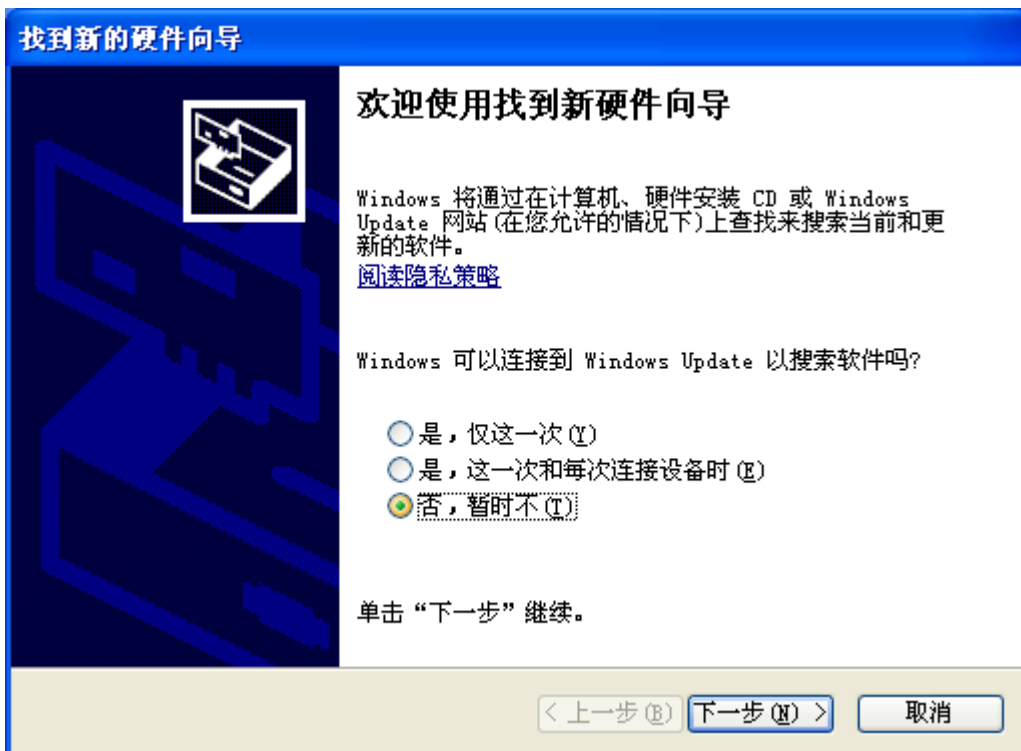 找到新的硬件向导
欢迎使用找到新硬件向导
Windows 将通过在计算机、硬件安装 CD 或 Windows
Update 网站(在您允许的情况下)上查找来搜索当前和更
新的软件。
阅读隐私策略
Windows 可以连接到 Windows Update 以搜索软件吗?
是，仅这一次(Y)
是，这一次和每次连接设备时(E)
否，暂时不(T)
单击“下一步”继续。
< 上一步(B) 下一步(N) > 取消